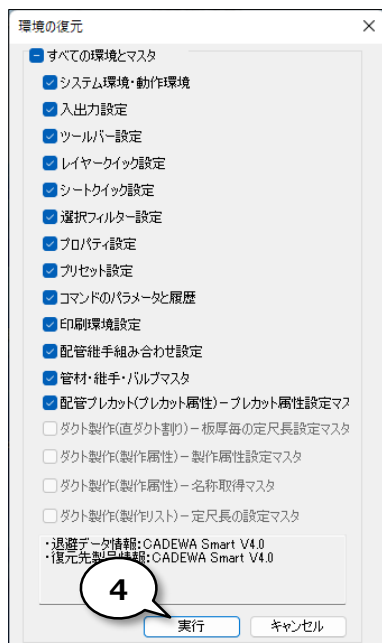 環境の復元
すべての環境とマスタ
システム環境・動作環境
入出力設定
ツールバー設定
レイヤークイック設定
シートクイック設定
選択フィルター設定
プロパティ設定
プリセット設定
コマンドのパラメータと履歴
印刷環境設定
配管継手組み合わせ設定
管材・継手・バルブマスタ
配管プレカット(プレカット属性)－プレカット属性設定マス
ダクト製作(直ダクト割り)－板厚毎の定尺長設定マスタ
ダクト製作(製作属性)－製作属性設定マスタ
ダクト製作(製作属性)－名称取得マスタ
ダクト製作(製作リスト)－定尺長の設定マスタ
・退避データ情報:CADEWA Smart V4.0
・復元先製品情報:CADEWA Smart V4.0
4
実行
キャンセル